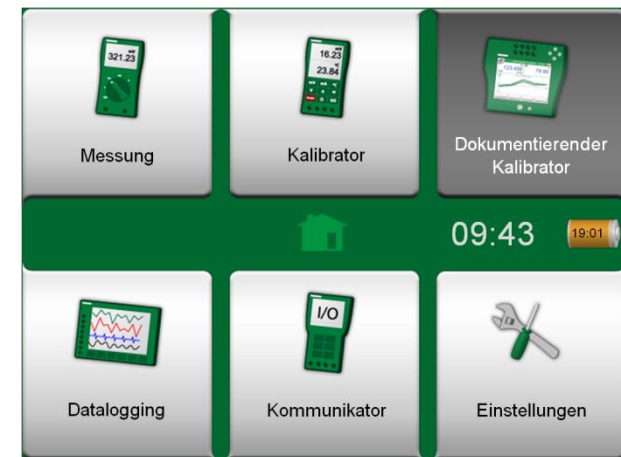 321.23
16.23
23.84
Messung
Kalibrator
Dokumentierender
Kalibrator
09:43
19:01
I/O
Datalogging
Kommunikator
Einstellungen